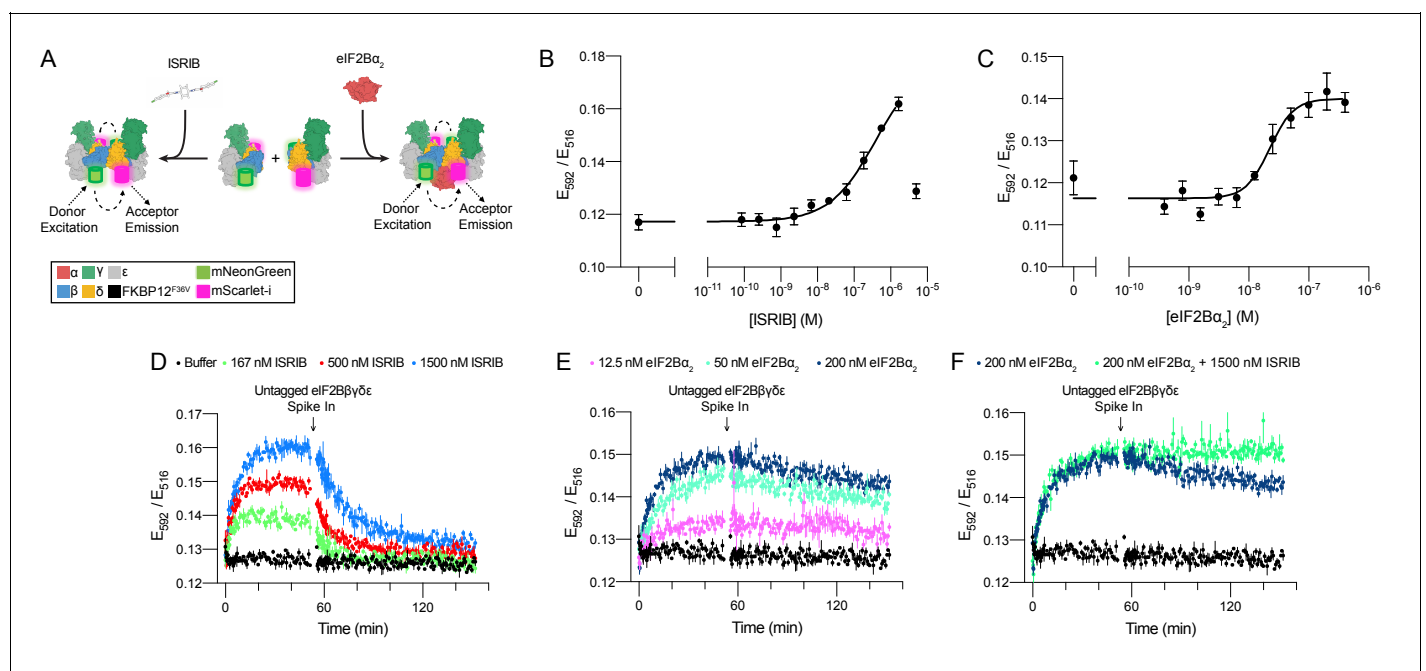 A
ISRIB
eIF2Bα2
+
Donor
Excitation
Acceptor
Emission
Donor
Excitation
Acceptor
Emission
α γ ε mNeonGreen
β δ FKBP12F36V mScarlet-i
B
0.18
0.16
0.14
0.12
0.10
E592 / E516
0 10-11 10-10 10-9 10-8 10-7 10-6 10-5
[ISRIB] (M)
C
0.15
0.14
0.13
0.12
0.11
0.10
E592 / E516
0 10-10 10-9 10-8 10-7 10-6
[eIF2Bα2] (M)
D
Buffer 167 nM ISRIB 500 nM ISRIB 1500 nM ISRIB
Untagged eIF2Bβγδε
Spike In
0.17
0.16
0.15
0.14
0.13
0.12
E592 / E516
0 60 120
Time (min)
E
12.5 nM eIF2Bα2 50 nM eIF2Bα2 200 nM eIF2Bα2
Untagged eIF2Bβγδε
Spike In
0.16
0.15
0.14
0.13
0.12
E592 / E516
0 60 120
Time (min)
F
200 nM eIF2Bα2 200 nM eIF2Bα2 + 1500 nM ISRIB
Untagged eIF2Bβγδε
Spike In
0.16
0.15
0.14
0.13
0.12
E592 / E516
0 60 120
Time (min)